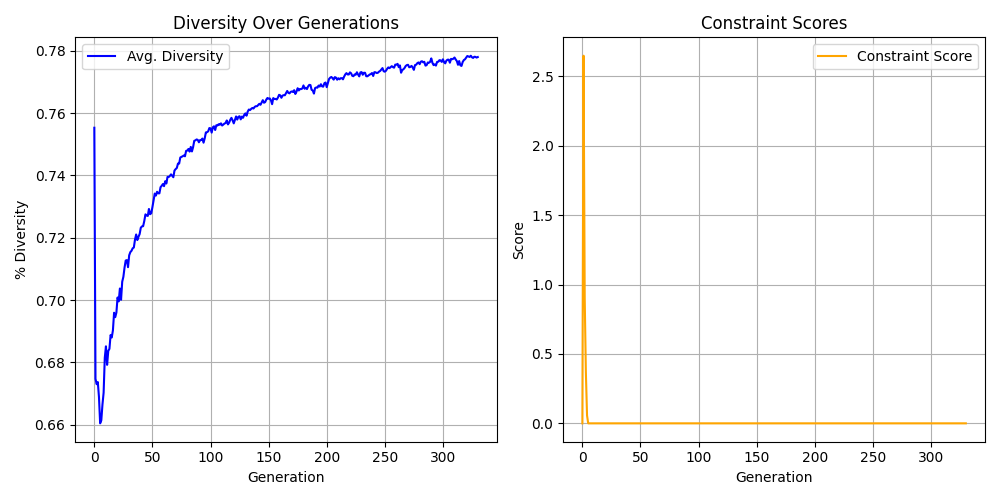 Diversity Over Generations
Avg. Diversity
% Diversity
0.78
0.76
0.74
0.72
0.70
0.68
0.66
0 50 100 150 200 250 300
Generation
Constraint Scores
Constraint Score
Score
2.5
2.0
1.5
1.0
0.5
0.0
0 50 100 150 200 250 300
Generation